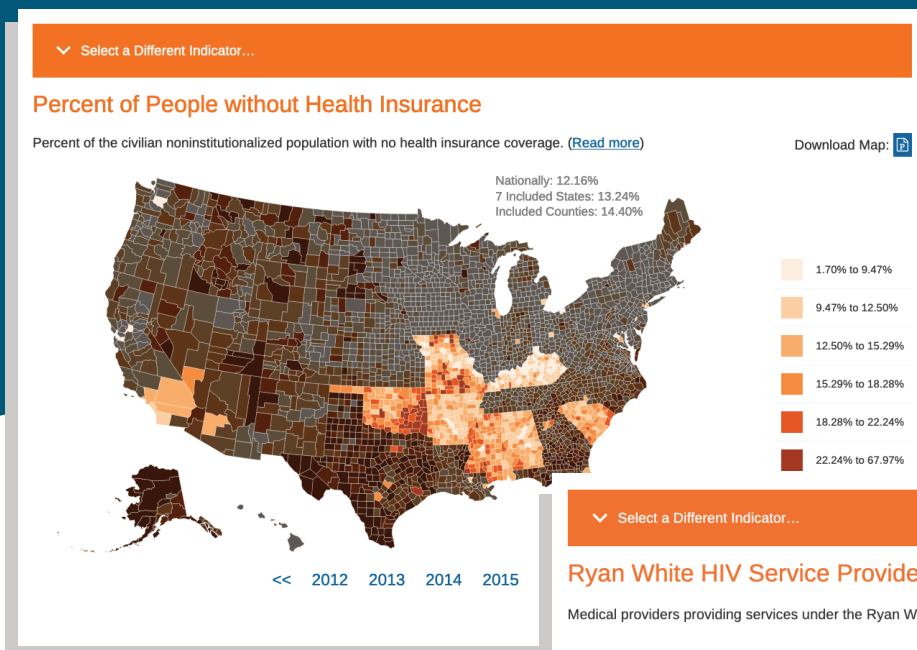 Select a Different Indicator...
Percent of People without Health Insurance
Percent of the civilian noninstitutionalized population with no health insurance coverage. (Read more)
Download Map:
Nationally: 12.16%
7 Included States: 13.24%
Included Counties: 14.40%
1.70% to 9.47%
9.47% to 12.50%
12.50% to 15.29%
15.29% to 18.28%
18.28% to 22.24%
22.24% to 67.97%
<< 2012 2013 2014 2015
Select a Different Indicator...
Ryan White HIV Service Provide
Medical providers providing services under the Ryan W